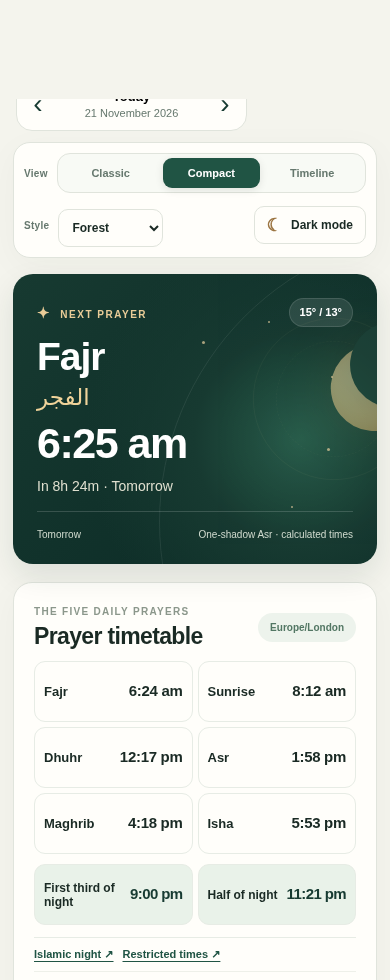 Today
21 November 2026
View
Classic
Compact
Timeline
Style
Forest
Dark mode
NEXT PRAYER
15° / 13°
Fajr
الفجر
6:25 am
In 8h 24m · Tomorrow
Tomorrow
One-shadow Asr · calculated times
THE FIVE DAILY PRAYERS
Prayer timetable
Europe/London
Fajr 6:24 am
Sunrise 8:12 am
Dhuhr 12:17 pm
Asr 1:58 pm
Maghrib 4:18 pm
Isha 5:53 pm
First third of
night
9:00 pm
Half of night 11:21 pm
Islamic night ↗ Restricted times ↗